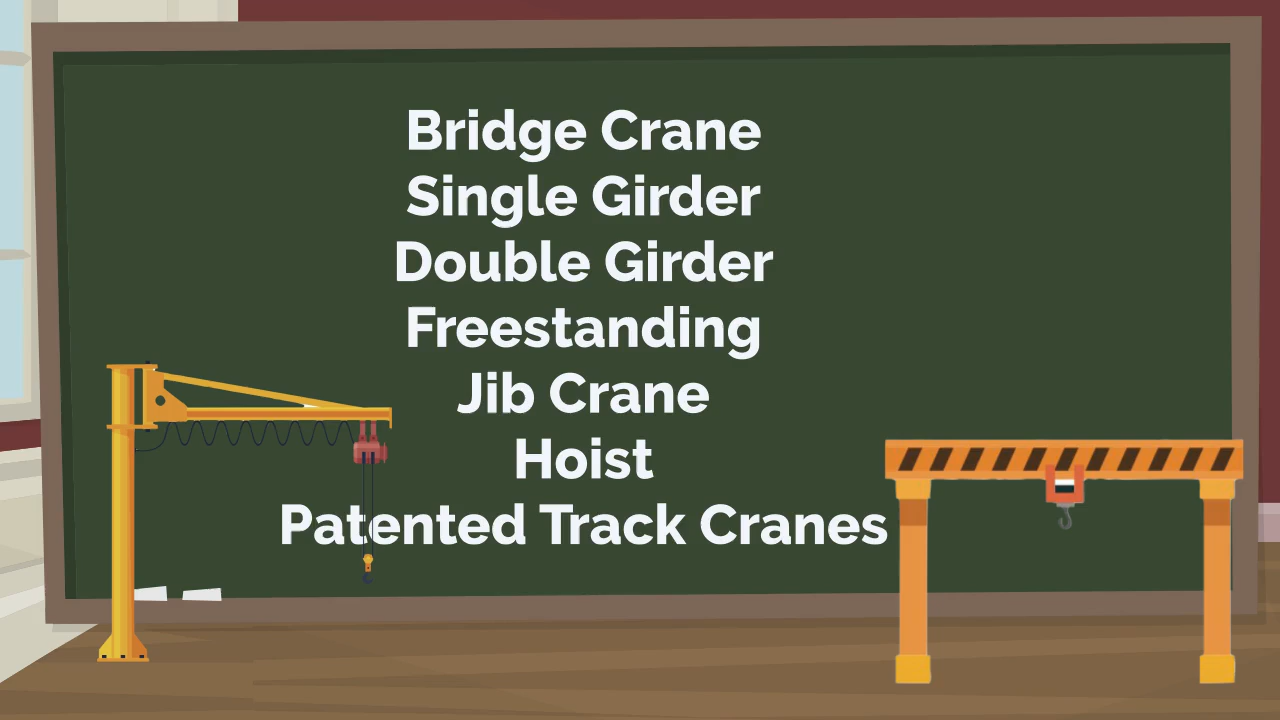 Bridge Crane
Single Girder
Double Girder
Freestanding
Jib Crane
Hoist
Patented Track Cranes